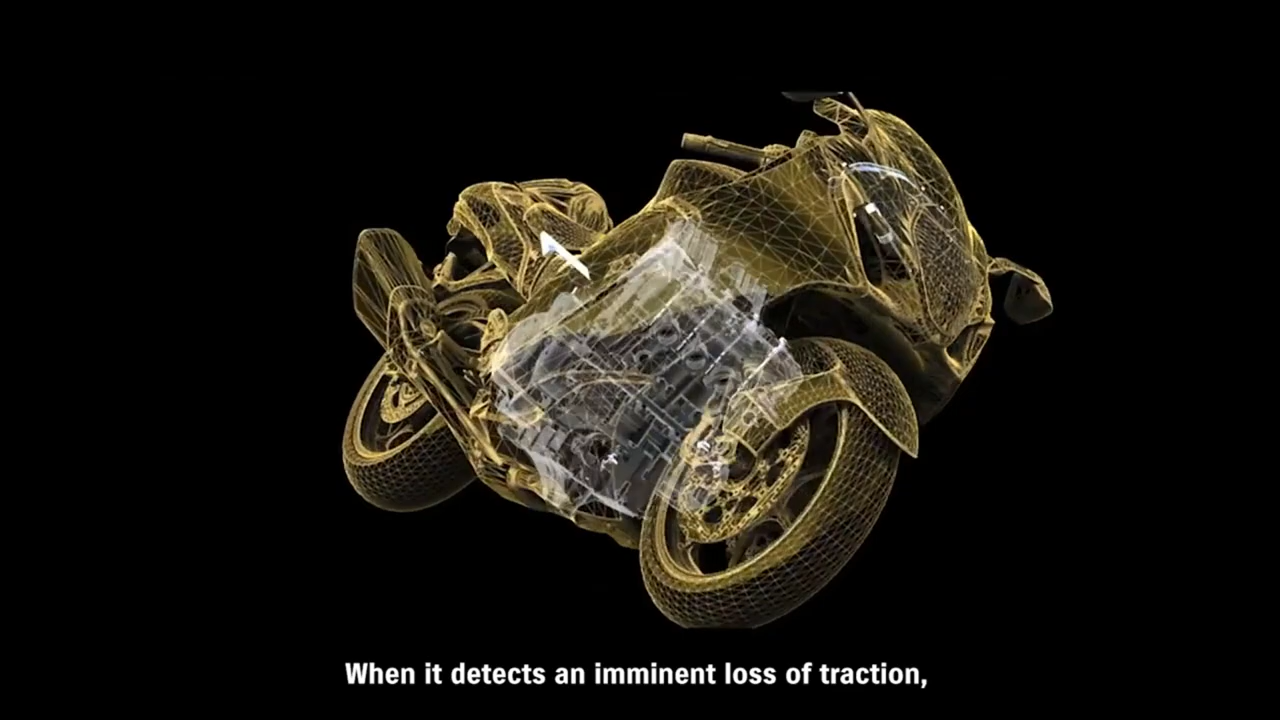 When it detects an imminent loss of traction,